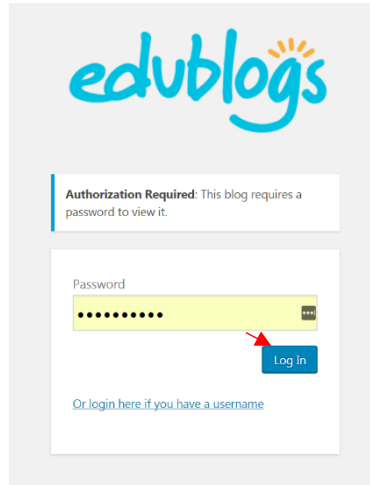 edublogs
Authorization Required: This blog requires a
password to view it.
Password
Log In
Or login here if you have a username